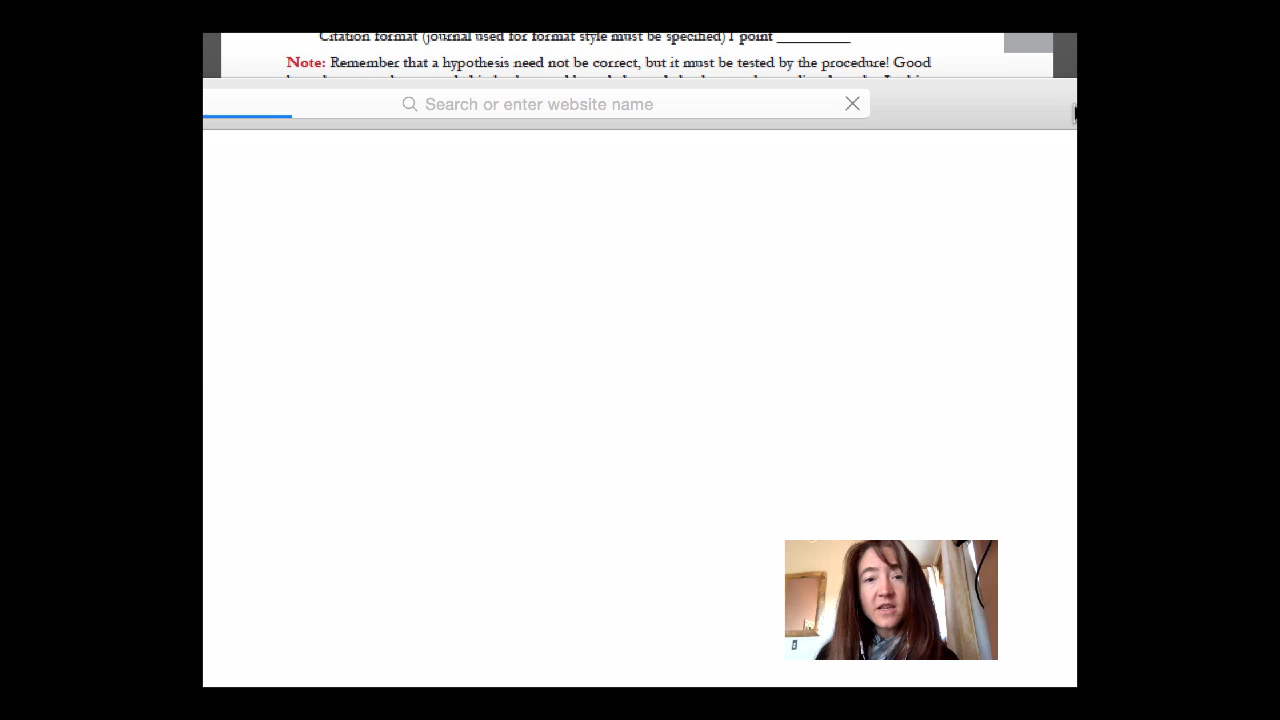 Citation format (journal used for format style must be specified) 1 point __________
Note: Remember that a hypothesis need not be correct, but it must be tested by the procedure! Good
Search or enter website name